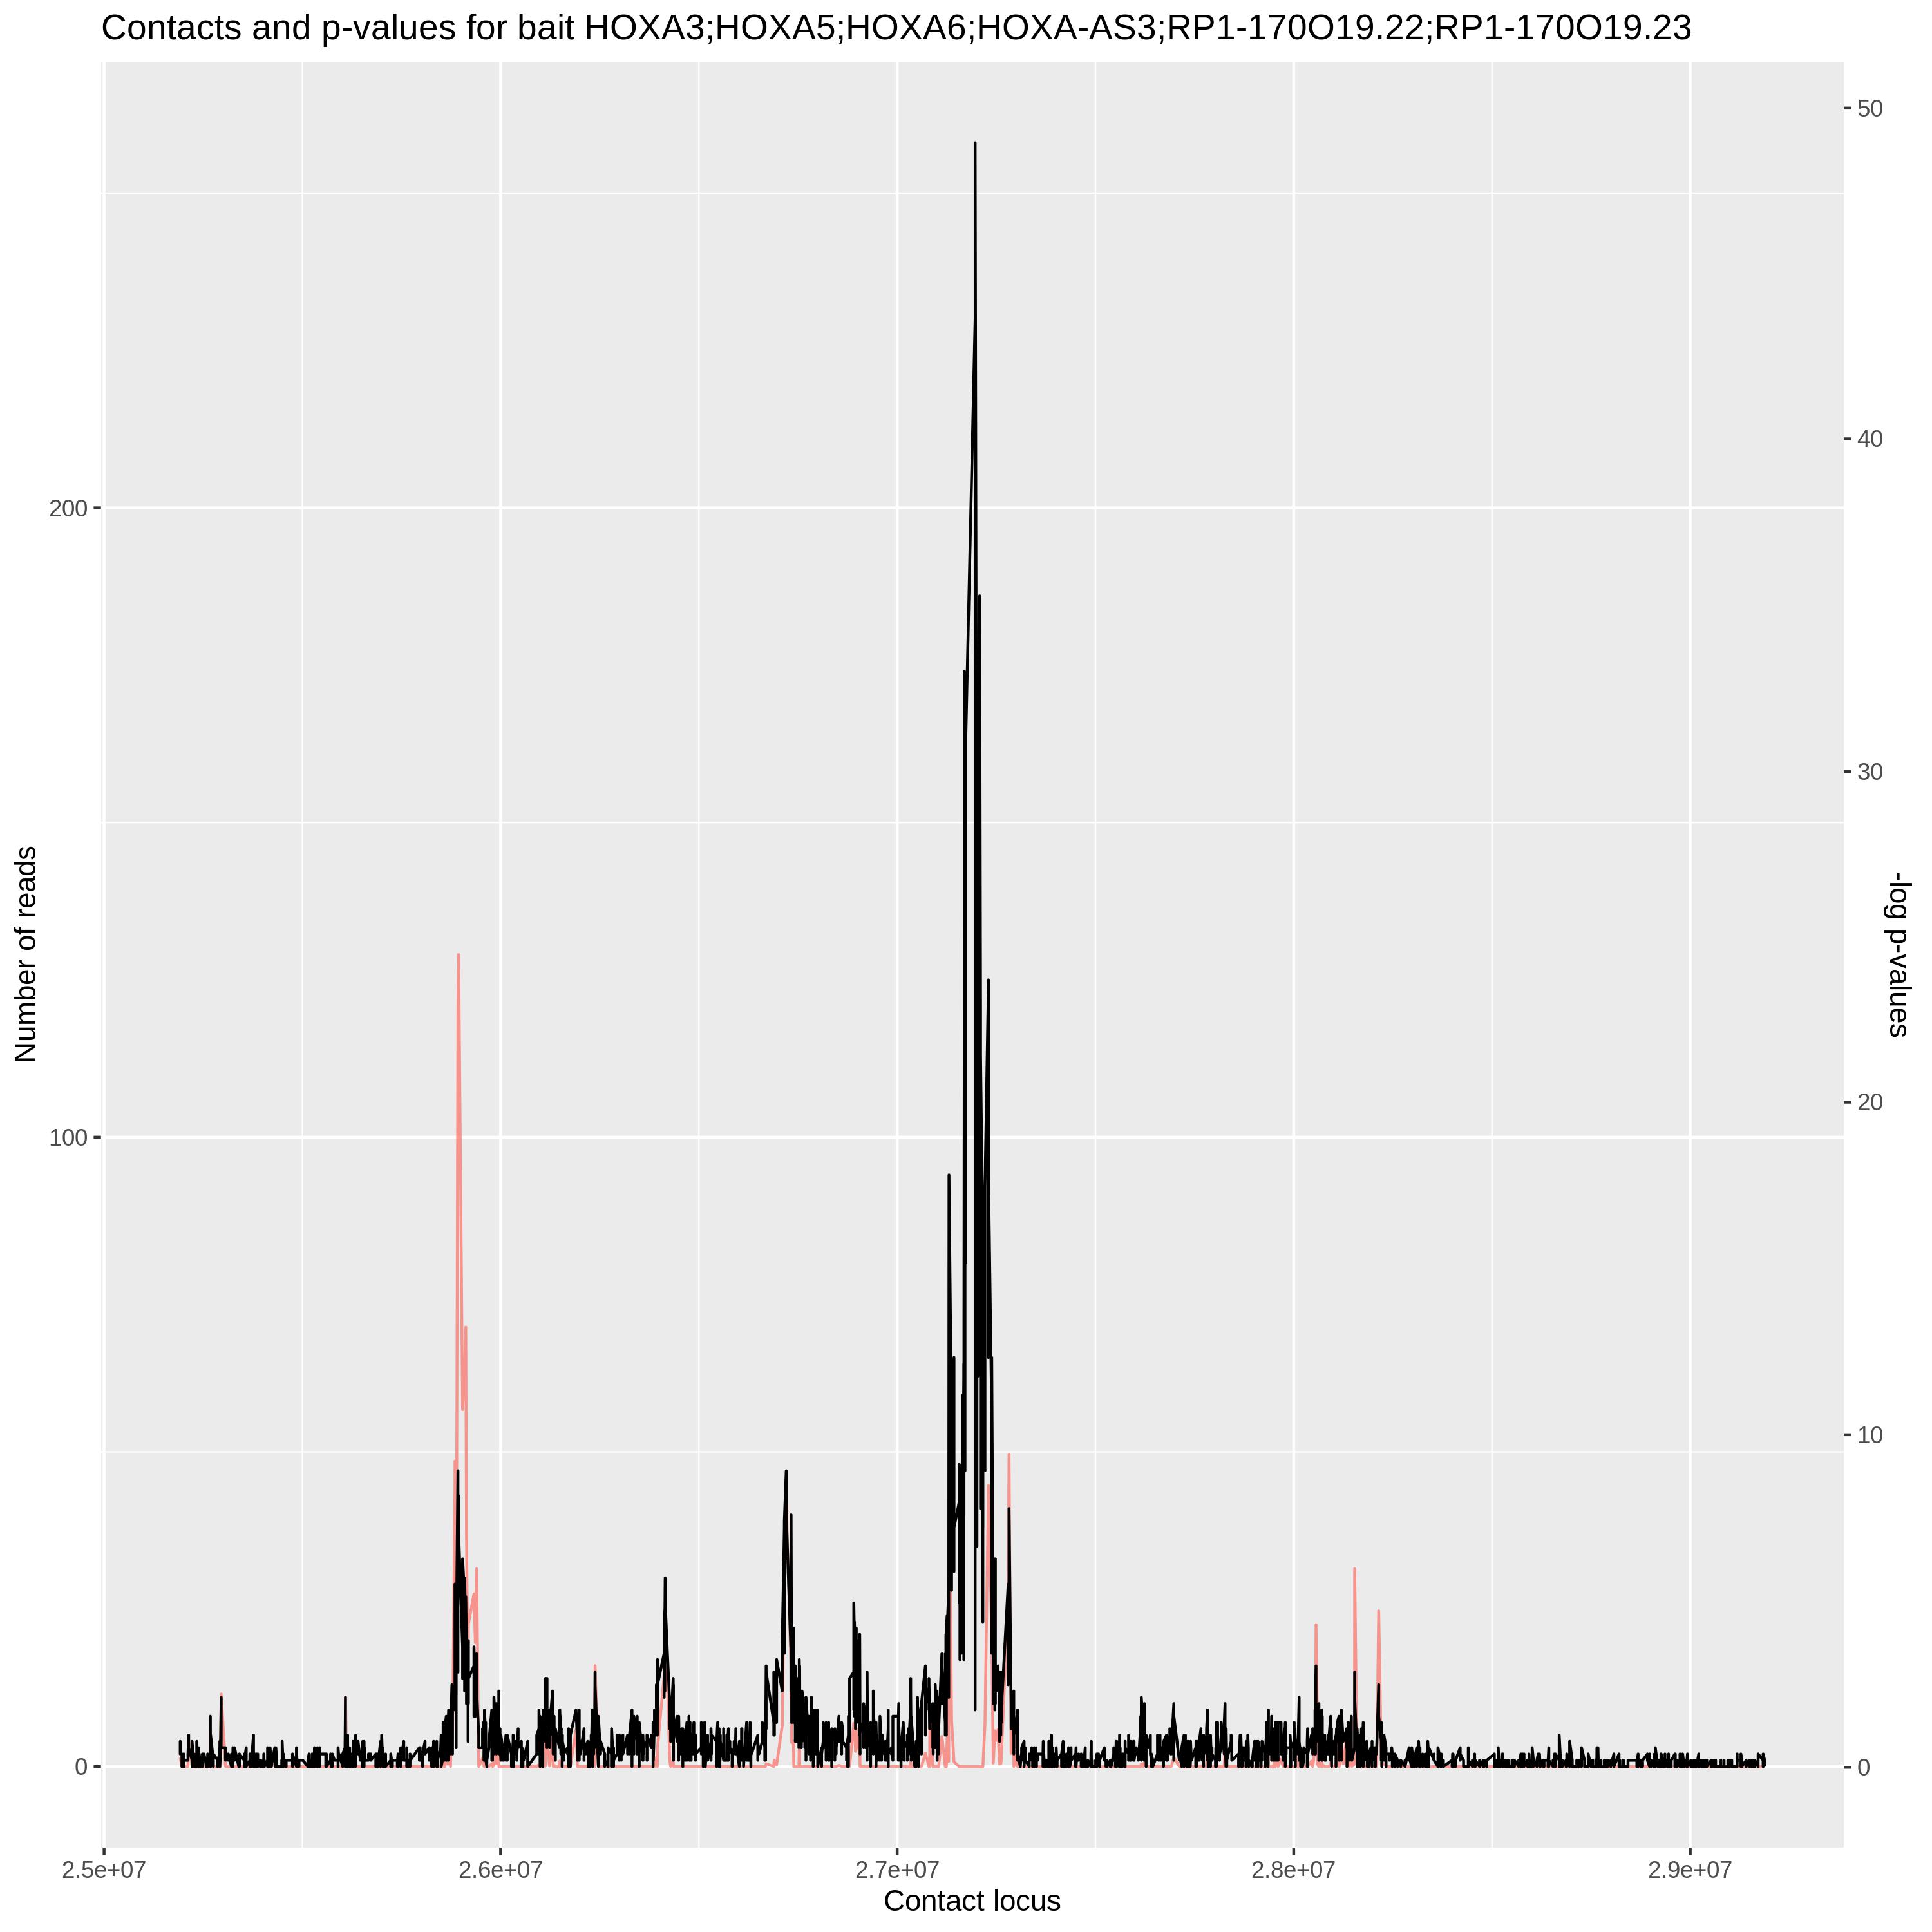 Contacts and p-values for bait HOXA3;HOXA5;HOXA6;HOXA-AS3;RP1-170O19.22;RP1-170O19.23
50
40
200
30
Number of reads
-log p-values
100
20
10
0
0
2.5e+07
2.6e+07
2.7e+07
2.8e+07
2.9e+07
Contact locus